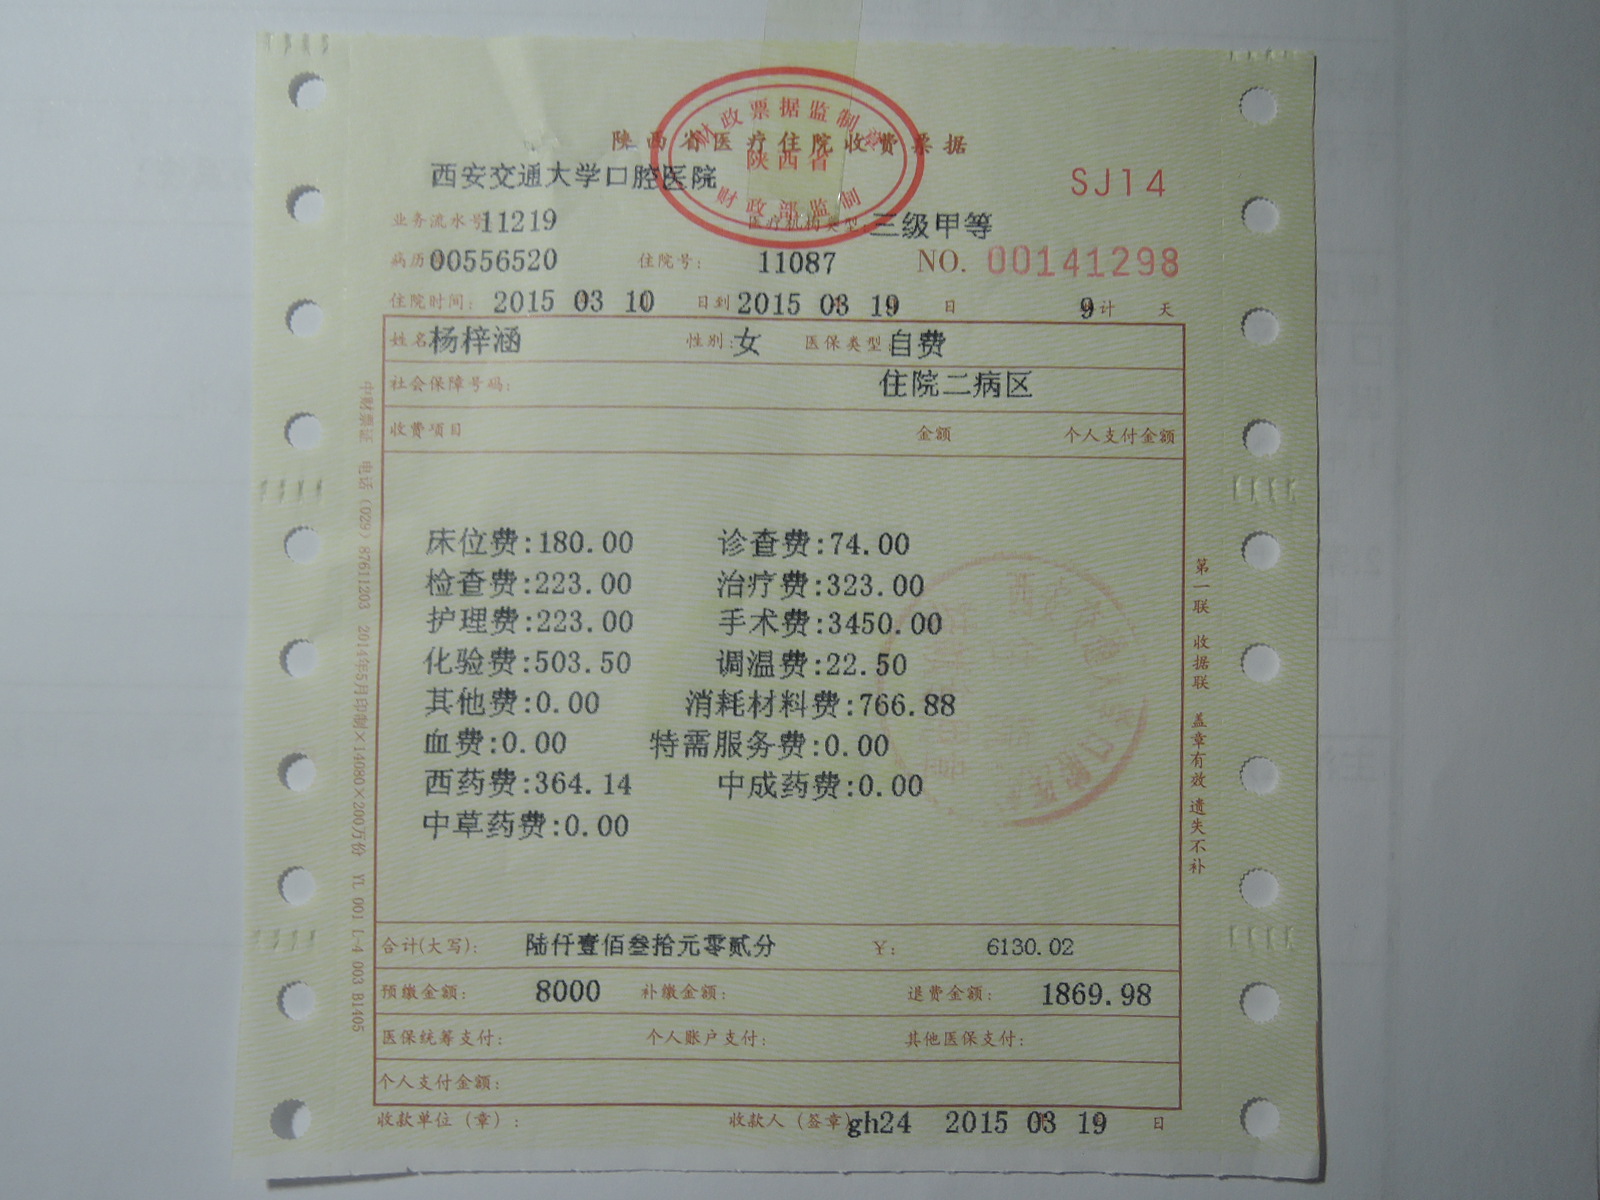 财政票据监制章
陕西省
财政部监制
陕西省医疗住院收费票据
西安交通大学口腔医院
SJ14
业务流水号11219 医疗机构类型:三级甲等
病历 00556520 住院号: 11087 NO. 00141298
住院时间: 2015 03 10 日到 2015 03 19 日 9 计 天
姓名 杨梓涵 性别: 女 医保类型 自费
社会保障号码: 住院二病区
收费项目 金额 个人支付金额
床位费:180.00 诊查费:74.00
检查费:223.00 治疗费:323.00
护理费:223.00 手术费:3450.00
化验费:503.50 调温费:22.50
其他费:0.00 消耗材料费:766.88
血费:0.00 特需服务费:0.00
西药费:364.14 中成药费:0.00
中草药费:0.00
合计(大写): 陆仟壹佰叁拾元零贰分 ¥: 6130.02
预缴金额: 8000 补缴金额: 退费金额: 1869.98
医保统筹支付: 个人账户支付: 其他医保支付:
个人支付金额:
收款单位（章）: 收款人（签章) gh24 2015 03 19 日
中财票证 电话（029）87611203 2014年5月印制×14080×200万份 YL 001 L-4 003 B1405
第一联 收据联 盖章有效 遗失不补